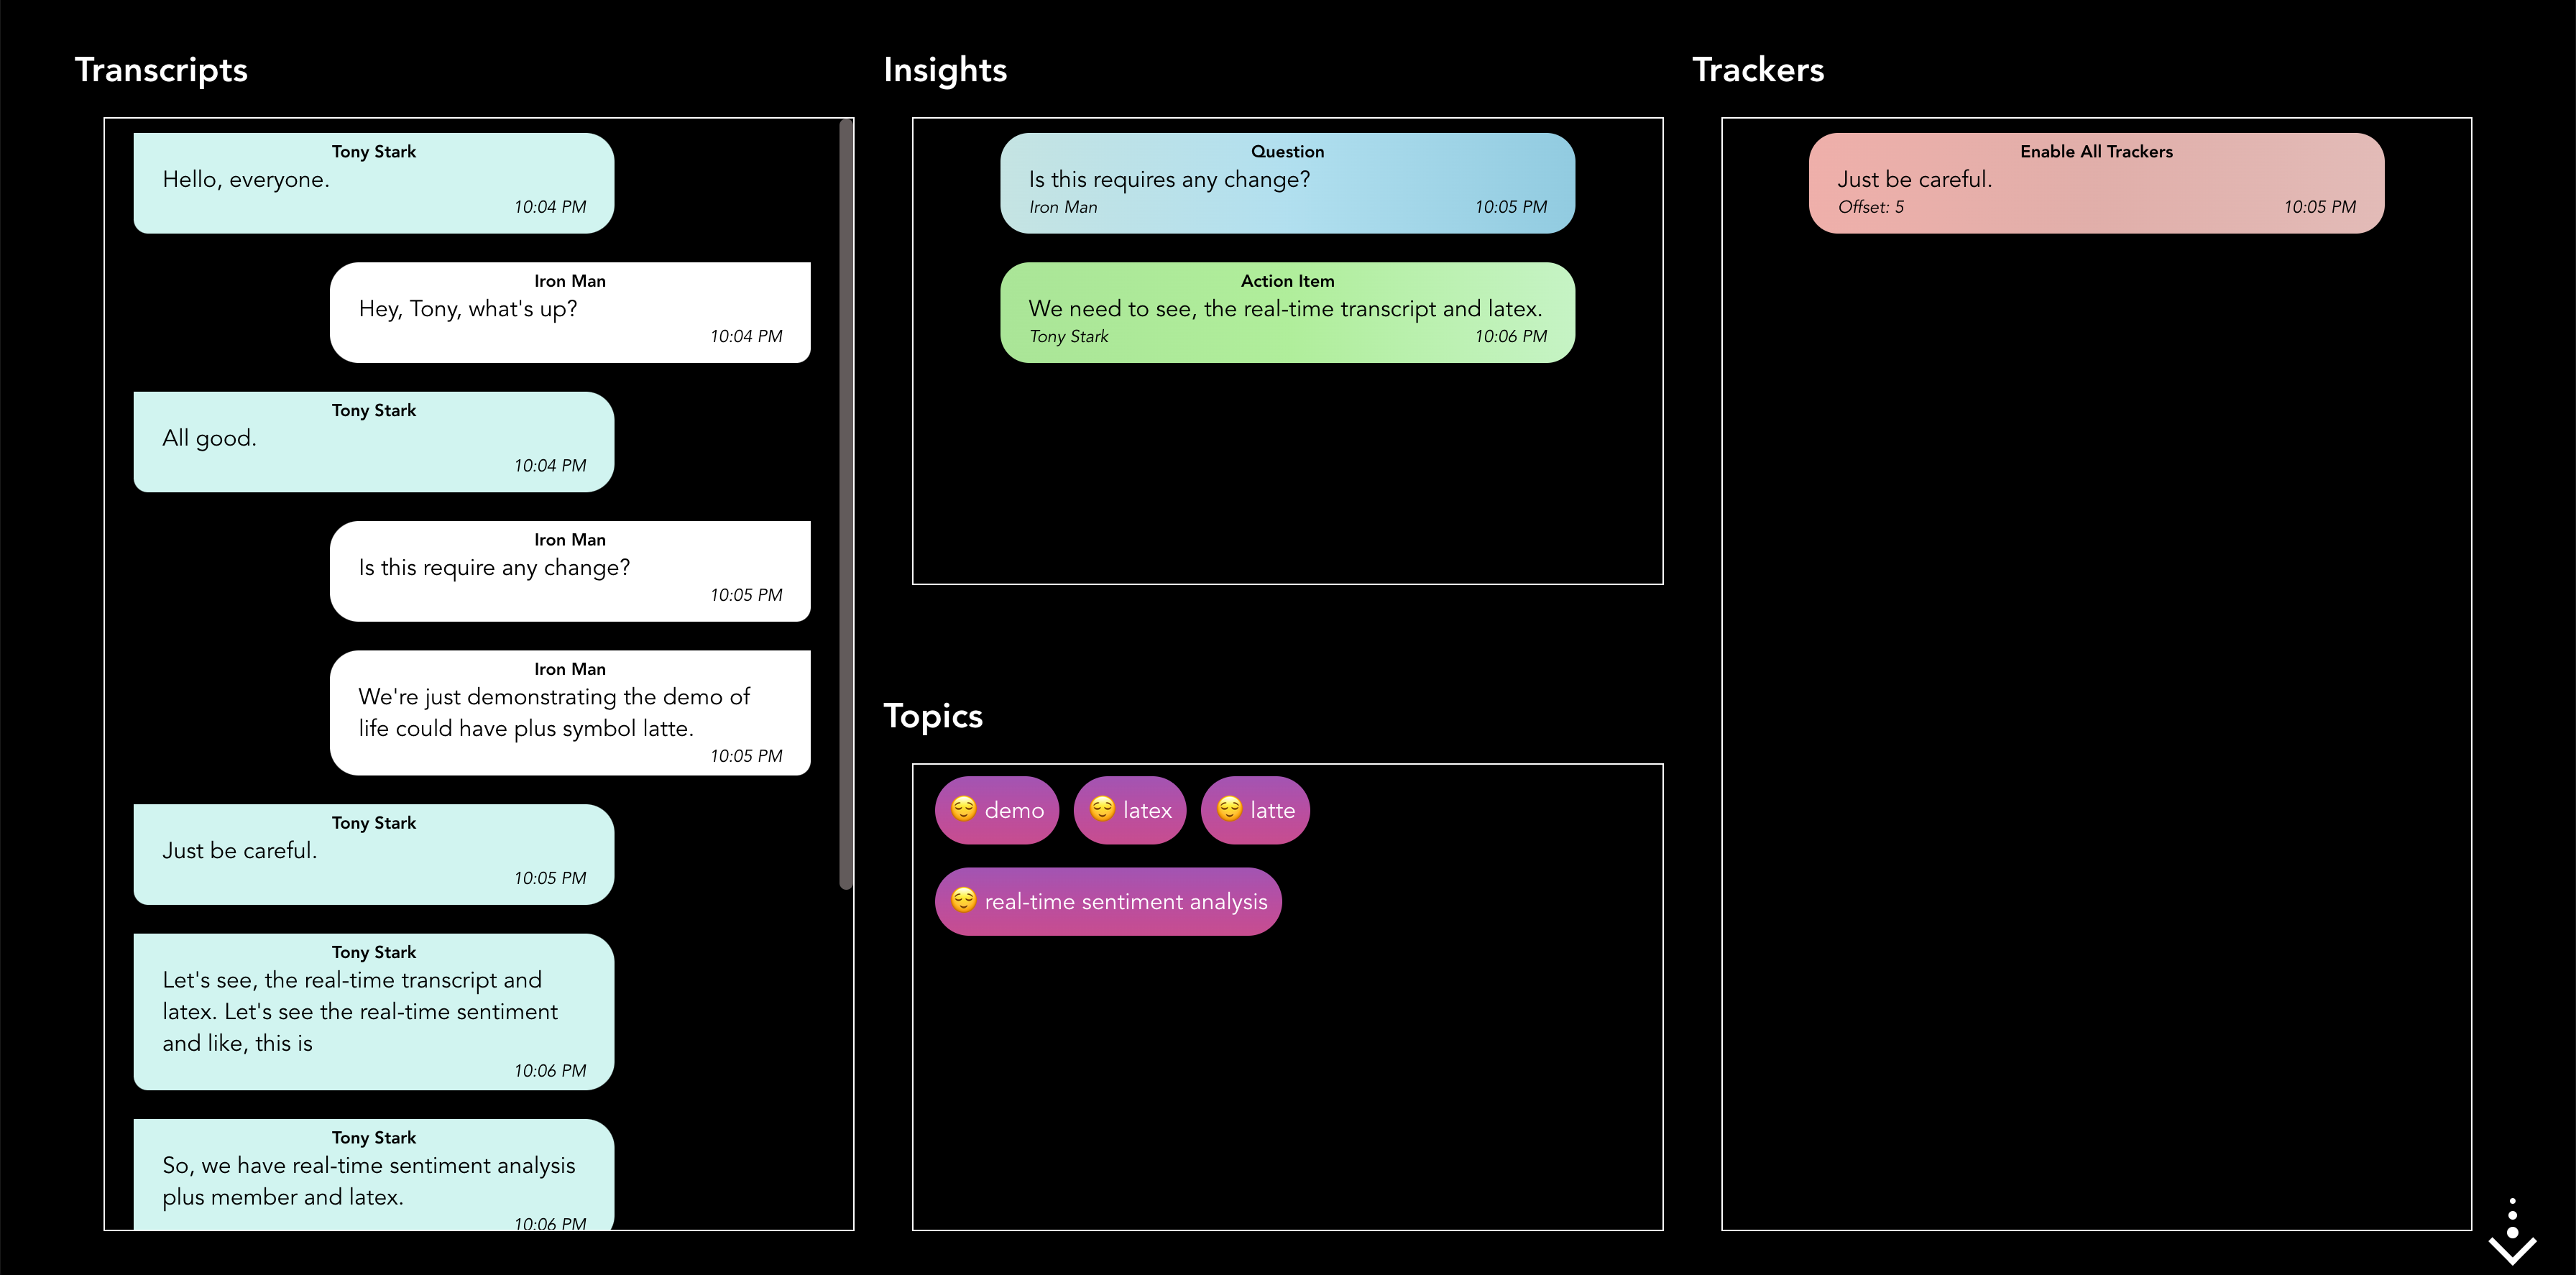 Transcripts
Tony Stark
Hello, everyone.
10:04 PM
Iron Man
Hey, Tony, what's up?
10:04 PM
Tony Stark
All good.
10:04 PM
Iron Man
Is this require any change?
10:05 PM
Iron Man
We're just demonstrating the demo of
life could have plus symbol latte.
10:05 PM
Tony Stark
Just be careful.
10:05 PM
Tony Stark
Let's see, the real-time transcript and
latex. Let's see the real-time sentiment
and like, this is
10:06 PM
Tony Stark
So, we have real-time sentiment analysis
plus member and latex.
10:06 PM
Insights
Question
Is this requires any change?
Iron Man 10:05 PM
Action Item
We need to see, the real-time transcript and latex.
Tony Stark 10:06 PM
Topics
demo latex latte
real-time sentiment analysis
Trackers
Enable All Trackers
Just be careful.
Offset: 5 10:05 PM